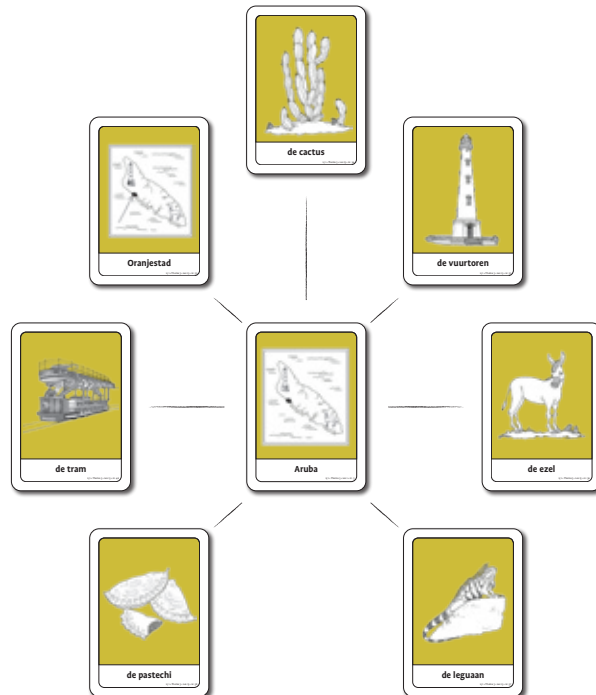 de cactus
Oranjestad
de vuurtoren
de tram
Aruba
de ezel
de pastechi
de leguaan